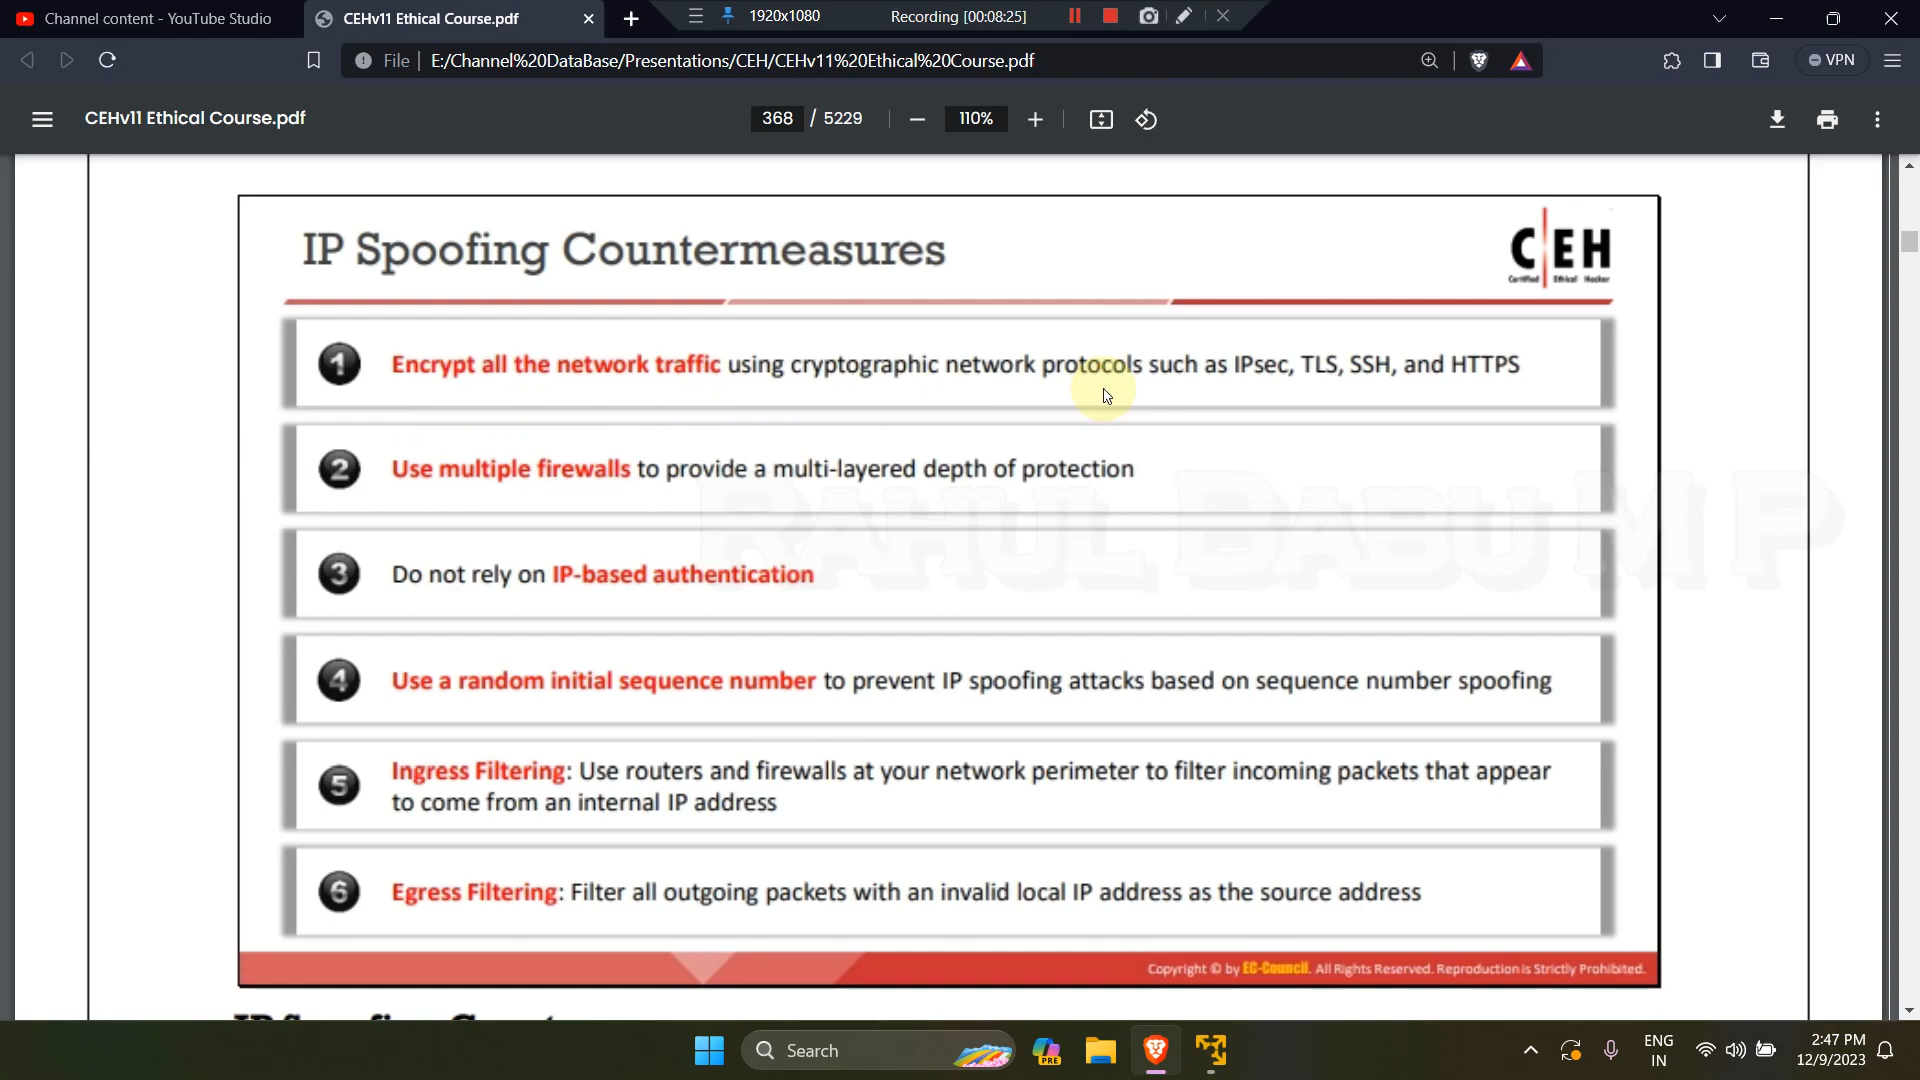 Channel content - YouTube Studio
CEHv11 Ethical Course.pdf
1920x1080
Recording [00:08:25]
File
E:/Channel%20DataBase/Presentations/CEH/CEHv11%20Ethical%20Course.pdf
VPN
CEHv11 Ethical Course.pdf
368 / 5229
110%
IP Spoofing Countermeasures
CEH
Certified Ethical Hacker
1 Encrypt all the network traffic using cryptographic network protocols such as IPsec, TLS, SSH, and HTTPS
2 Use multiple firewalls to provide a multi-layered depth of protection
RAHUL BABU M P
3 Do not rely on IP-based authentication
4 Use a random initial sequence number to prevent IP spoofing attacks based on sequence number spoofing
5 Ingress Filtering: Use routers and firewalls at your network perimeter to filter incoming packets that appear
to come from an internal IP address
6 Egress Filtering: Filter all outgoing packets with an invalid local IP address as the source address
Copyright © by EC-Council. All Rights Reserved. Reproduction is Strictly Prohibited.
Search
PRE
ENG
IN
2:47 PM
12/9/2023